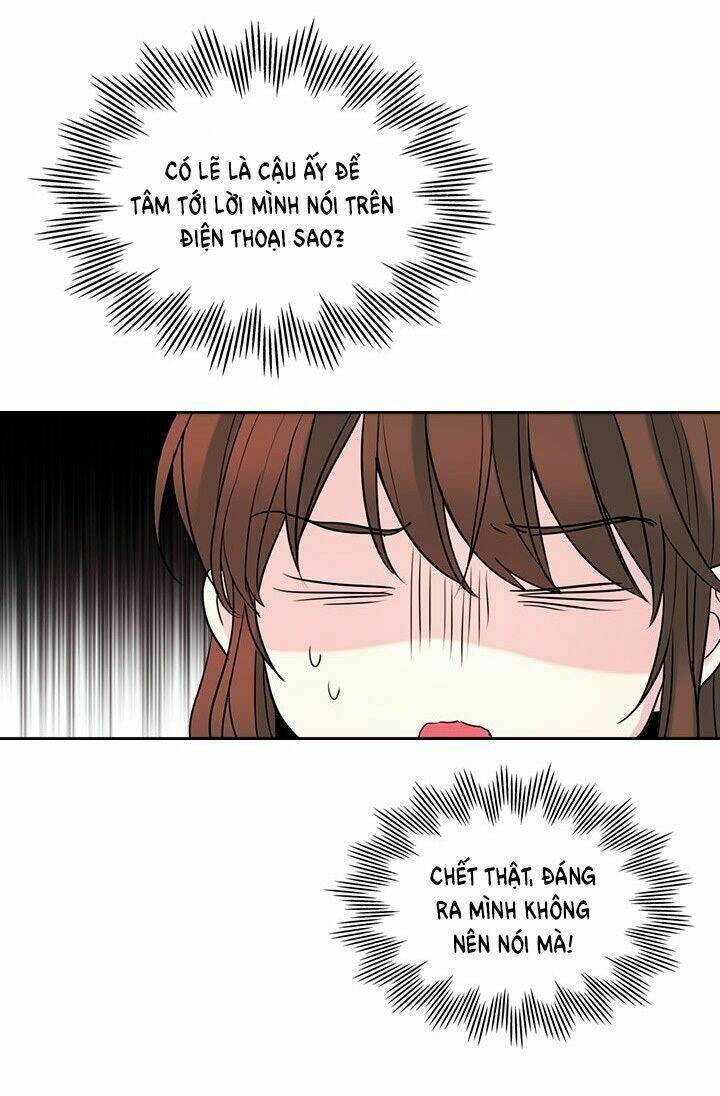 CÓ LẼ LÀ CẬU ẤY ĐỂ
TÂM TỚI LỜI MÌNH NÓI TRÊN
ĐIỆN THOẠI SAO?
CHẾT THẬT, ĐÁNG
RA MÌNH KHÔNG
NÊN NÓI MÀ!